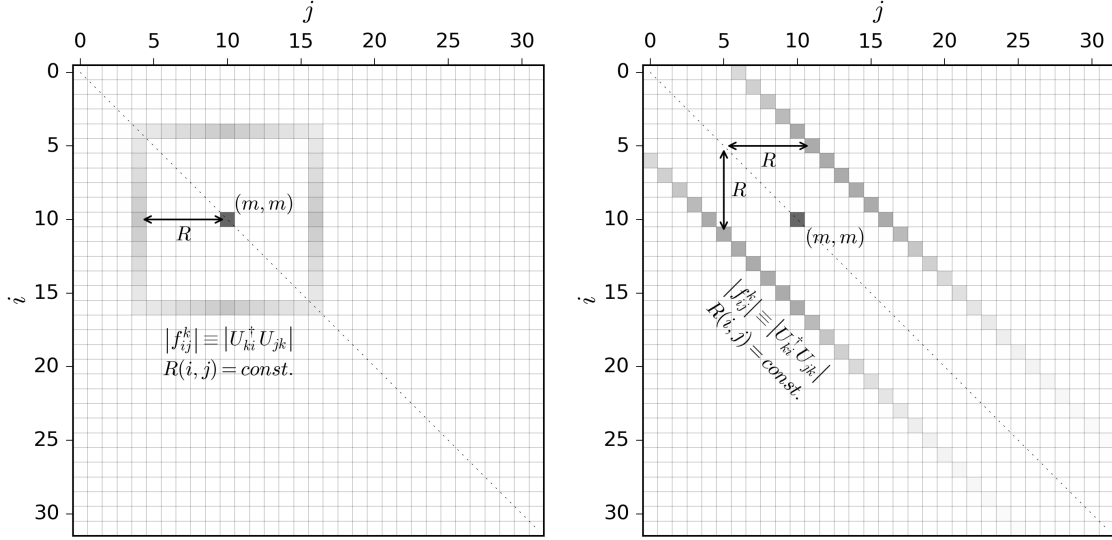 j
0 5 10 15 20 25 30
i
0
5
10
15
20
25
30
(m, m)
R
|f^k_{ij}| ≡ |U^†_{ki} U_{jk}|
R(i, j) = const.
j
0 5 10 15 20 25 30
i
0
5
10
15
20
25
30
R
R
(m, m)
|f^k_{ij}| ≡ |U^†_{ki} U_{jk}|
R(i, j) = const.